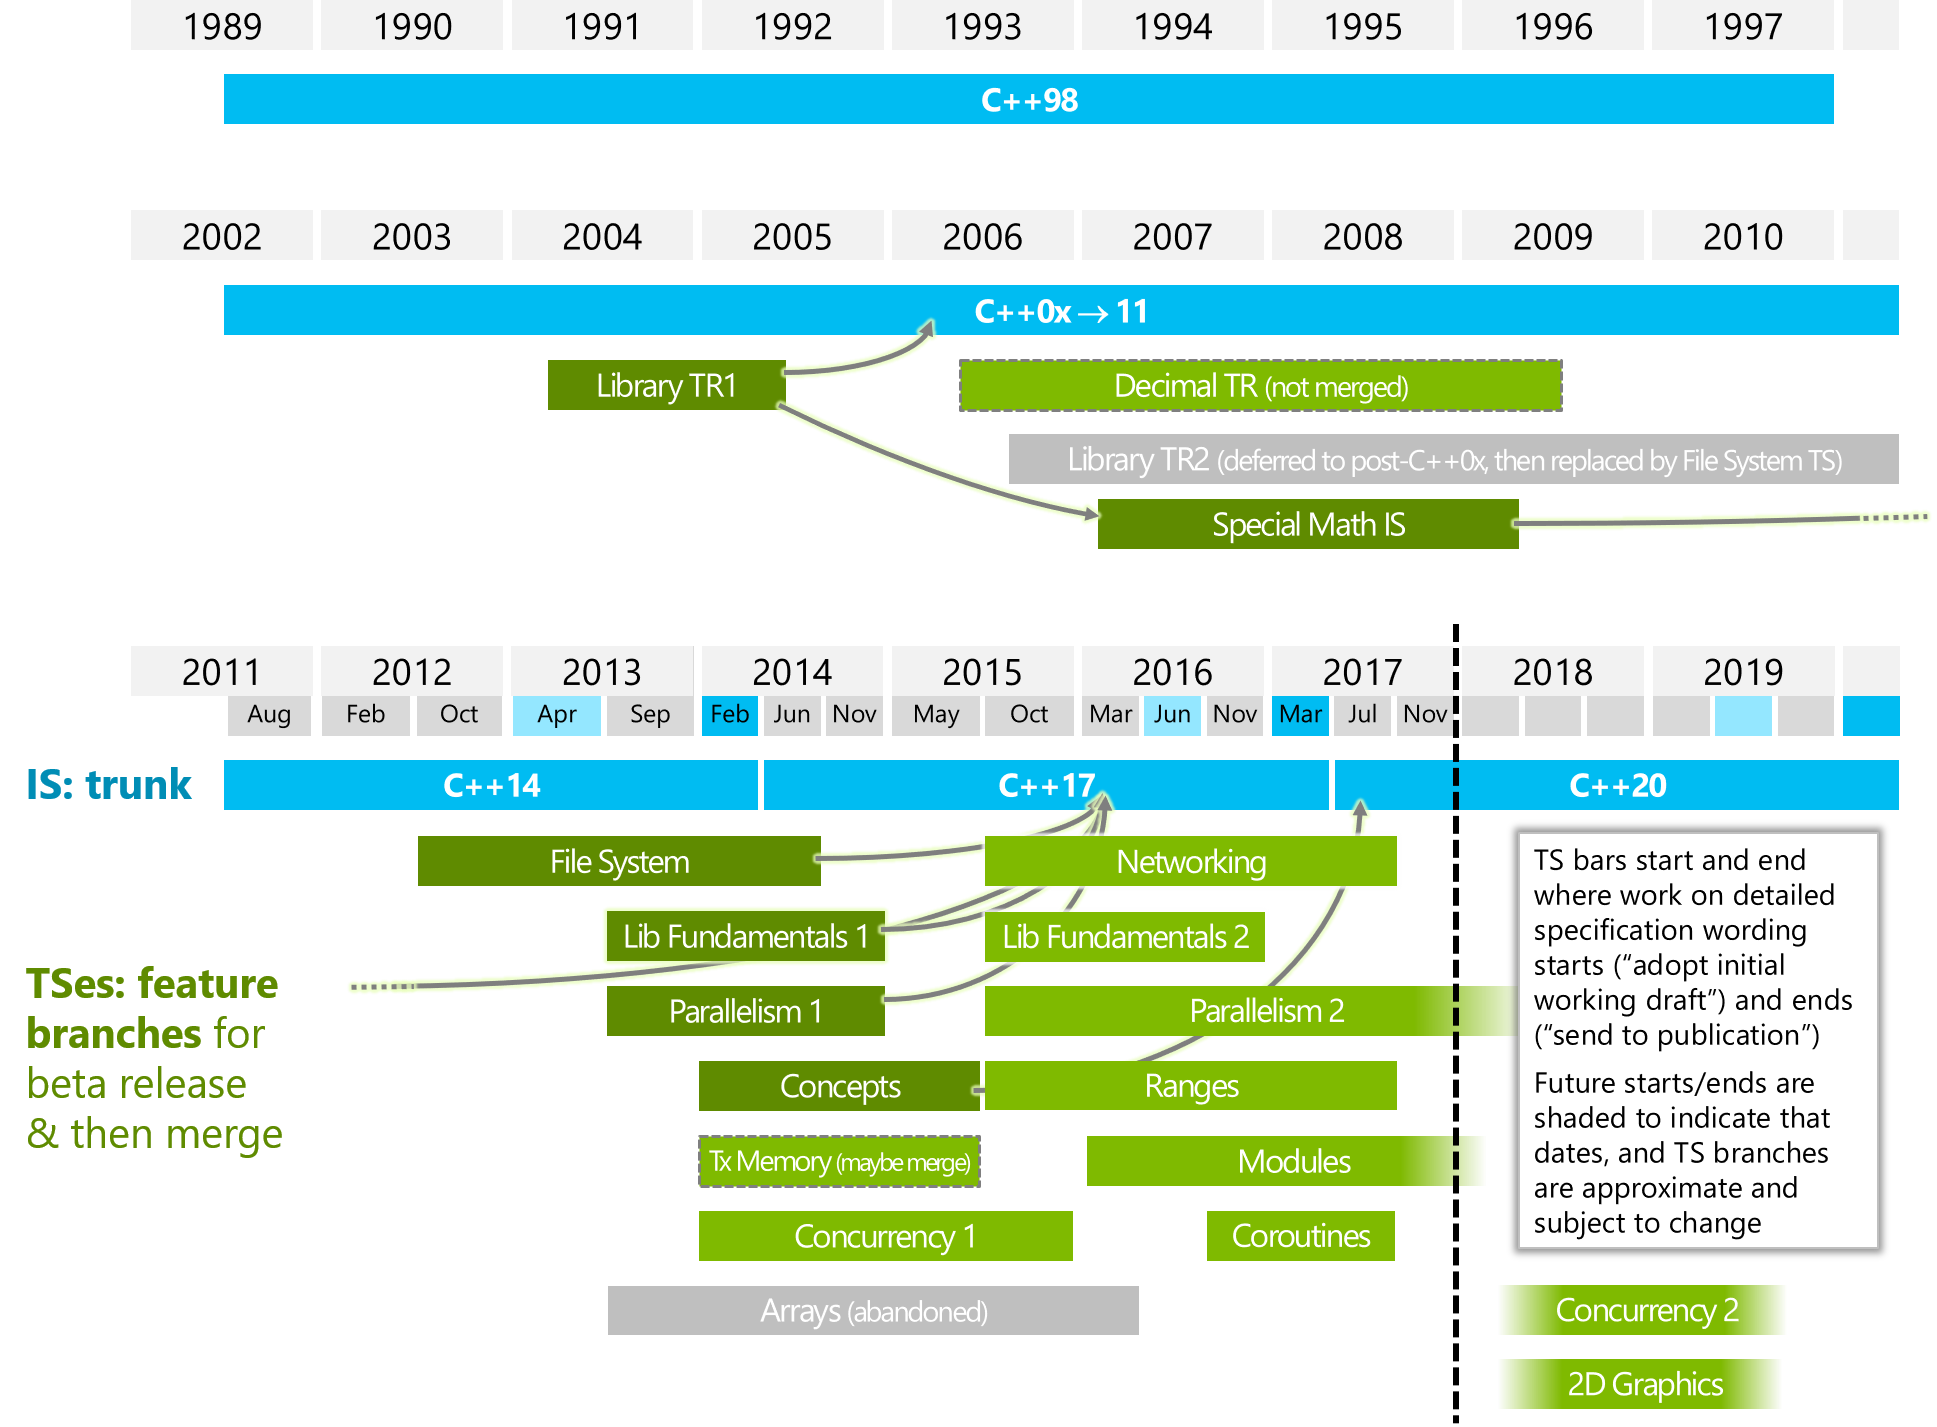 1989 1990 1991 1992 1993 1994 1995 1996 1997
C++98
2002 2003 2004 2005 2006 2007 2008 2009 2010
C++0x → 11
Library TR1
Decimal TR (not merged)
Library TR2 (deferred to post-C++0x, then replaced by File System TS)
Special Math IS
2011 2012 2013 2014 2015 2016 2017 2018 2019
Aug Feb Oct Apr Sep Feb Jun Nov May Oct Mar Jun Nov Mar Jul Nov
IS: trunk
C++14 C++17 C++20
File System Networking
Lib Fundamentals 1 Lib Fundamentals 2
Parallelism 1 Parallelism 2
Concepts Ranges
Tx Memory (maybe merge) Modules
Concurrency 1 Coroutines
Arrays (abandoned)
Concurrency 2
2D Graphics
TSes: feature
branches for
beta release
& then merge
TS bars start and end
where work on detailed
specification wording
starts (“adopt initial
working draft”) and ends
(“send to publication”)
Future starts/ends are
shaded to indicate that
dates, and TS branches
are approximate and
subject to change